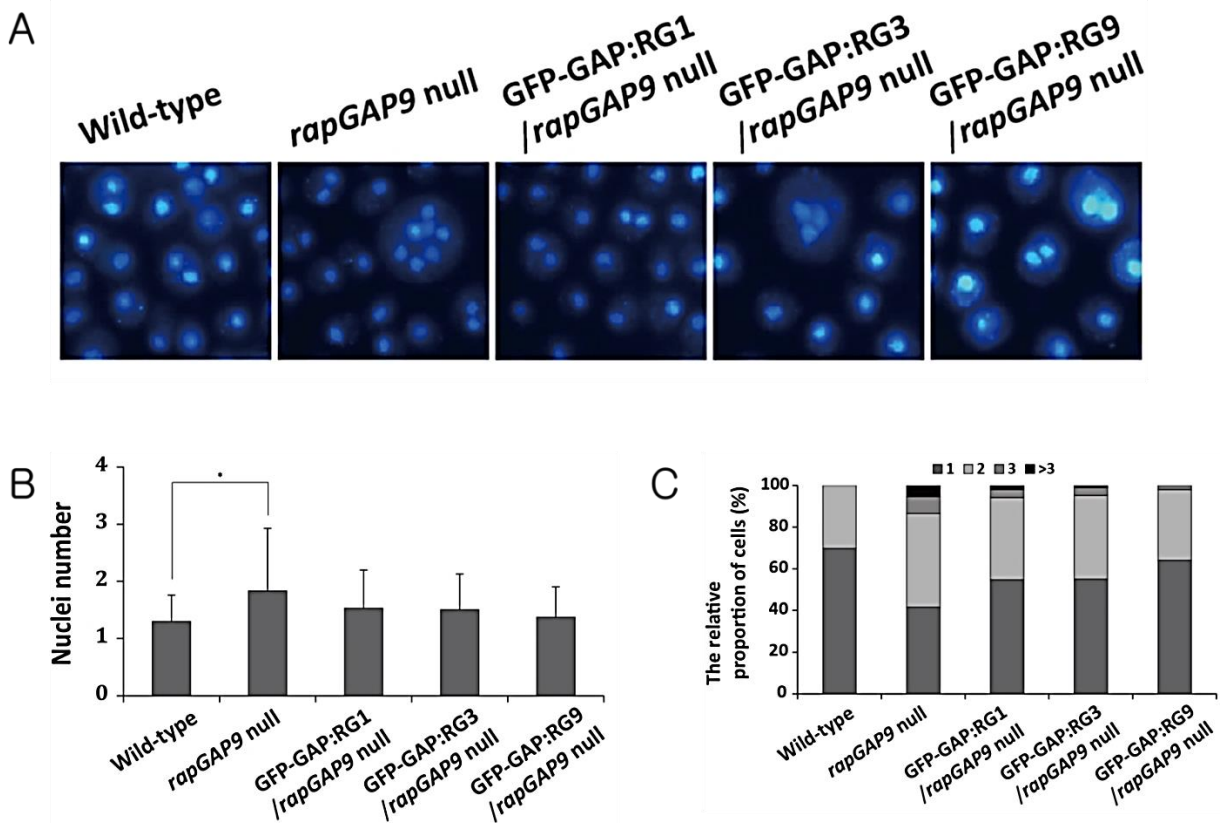 A
Wild-type
rapGAP9 null
GFP-GAP:RG1
/rapGAP9 null
GFP-GAP:RG3
/rapGAP9 null
GFP-GAP:RG9
/rapGAP9 null
B
Nuclei number
4
3
2
1
0
Wild-type
rapGAP9 null
GFP-GAP:RG1
/rapGAP9 null
GFP-GAP:RG3
/rapGAP9 null
GFP-GAP:RG9
/rapGAP9 null
C
1 2 3 >3
The relative
proportion of cells (%)
100
80
60
40
20
0
Wild-type
rapGAP9 null
GFP-GAP:RG1
/rapGAP9 null
GFP-GAP:RG3
/rapGAP9 null
GFP-GAP:RG9
/rapGAP9 null